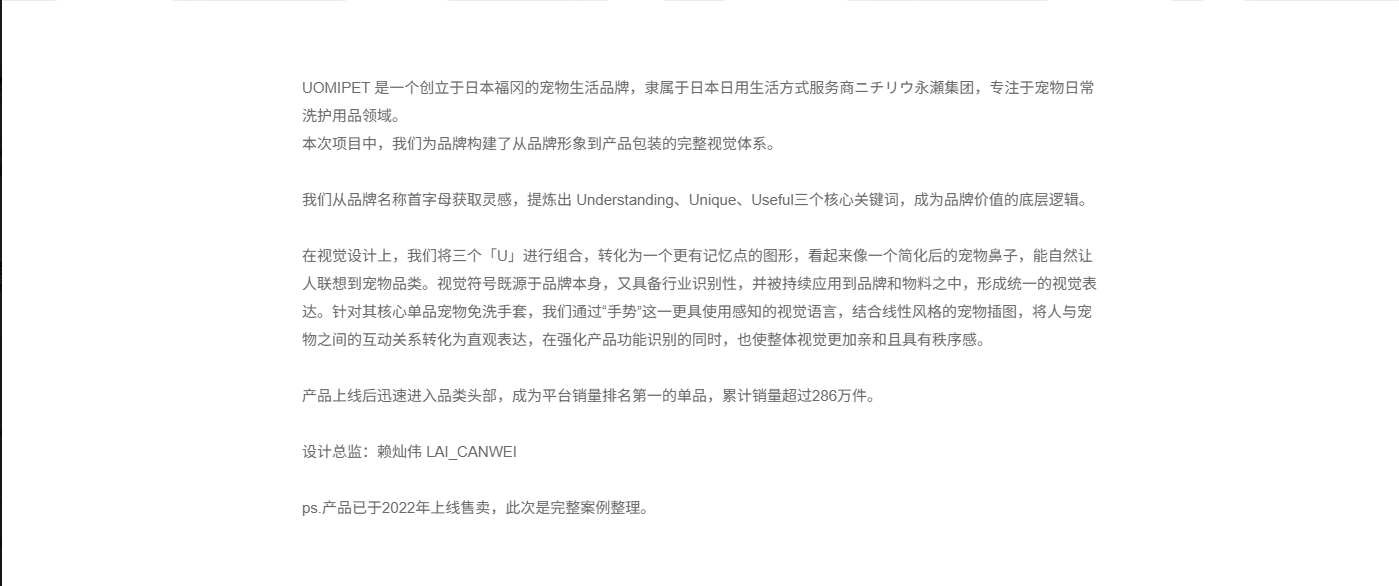 UOMIPET 是一个创立于日本福冈的宠物生活品牌，隶属于日本日用生活方式服务商ニチリウ永瀬集团，专注于宠物日常
洗护用品领域。
本次项目中，我们为品牌构建了从品牌形象到产品包装的完整视觉体系。
我们从品牌名称首字母获取灵感，提炼出 Understanding、Unique、Useful三个核心关键词，成为品牌价值的底层逻辑。
在视觉设计上，我们将三个「U」进行组合，转化为一个更有记忆点的图形，看起来像一个简化后的宠物鼻子，能自然让
人联想到宠物品类。视觉符号既源于品牌本身，又具备行业识别性，并被持续应用到品牌和物料之中，形成统一的视觉表
达。针对其核心单品宠物免洗手套，我们通过“手势”这一更具使用感知的视觉语言，结合线性风格的宠物插图，将人与宠
物之间的互动关系转化为直观表达，在强化产品功能识别的同时，也使整体视觉更加亲和且具有秩序感。
产品上线后迅速进入品类头部，成为平台销量排名第一的单品，累计销量超过286万件。
设计总监：赖灿伟 LAI_CANWEI
ps.产品已于2022年上线售卖，此次是完整案例整理。